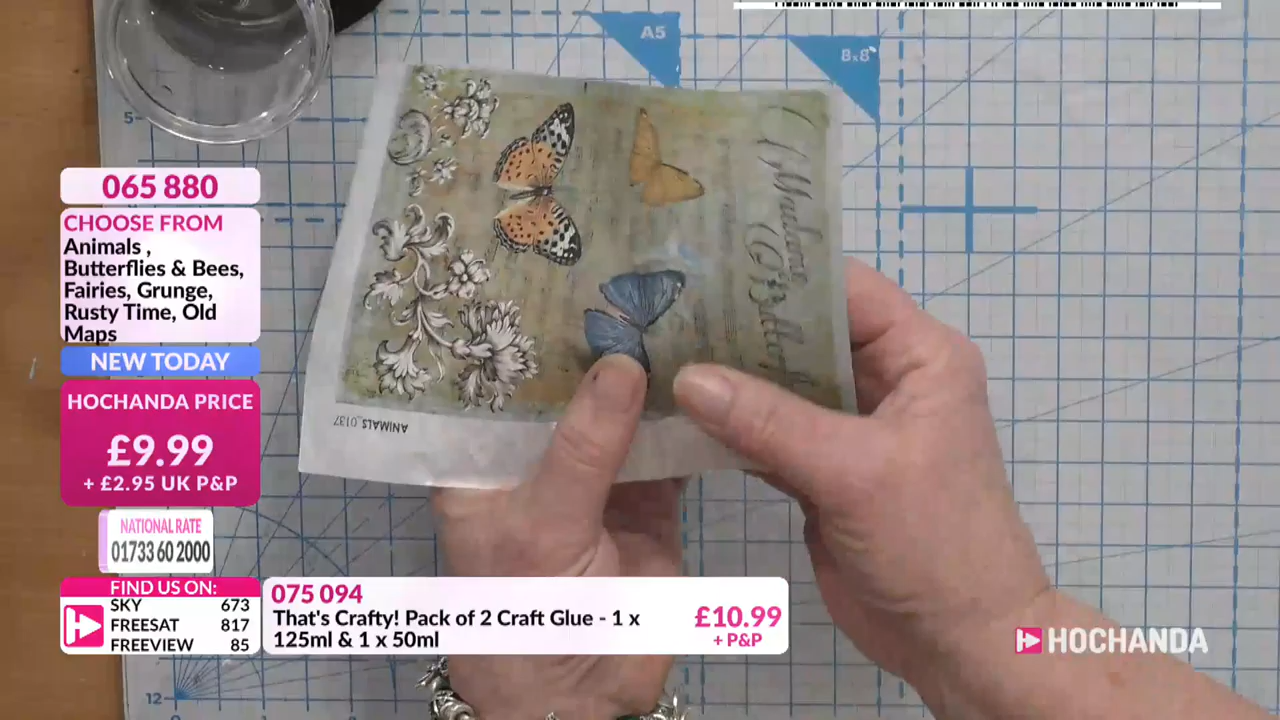 A5
8x8"
5
065 880
CHOOSE FROM
Animals ,
Butterflies & Bees,
Fairies, Grunge,
Rusty Time, Old
Maps
NEW TODAY
HOCHANDA PRICE
£9.99
+ £2.95 UK P&P
ANIMALS_0137
NATIONAL RATE
01733 60 2000
FIND US ON:
SKY 673
FREESAT 817
FREEVIEW 85
075 094
That's Crafty! Pack of 2 Craft Glue - 1 x
125ml & 1 x 50ml
£10.99
+ P&P
HOCHANDA
12